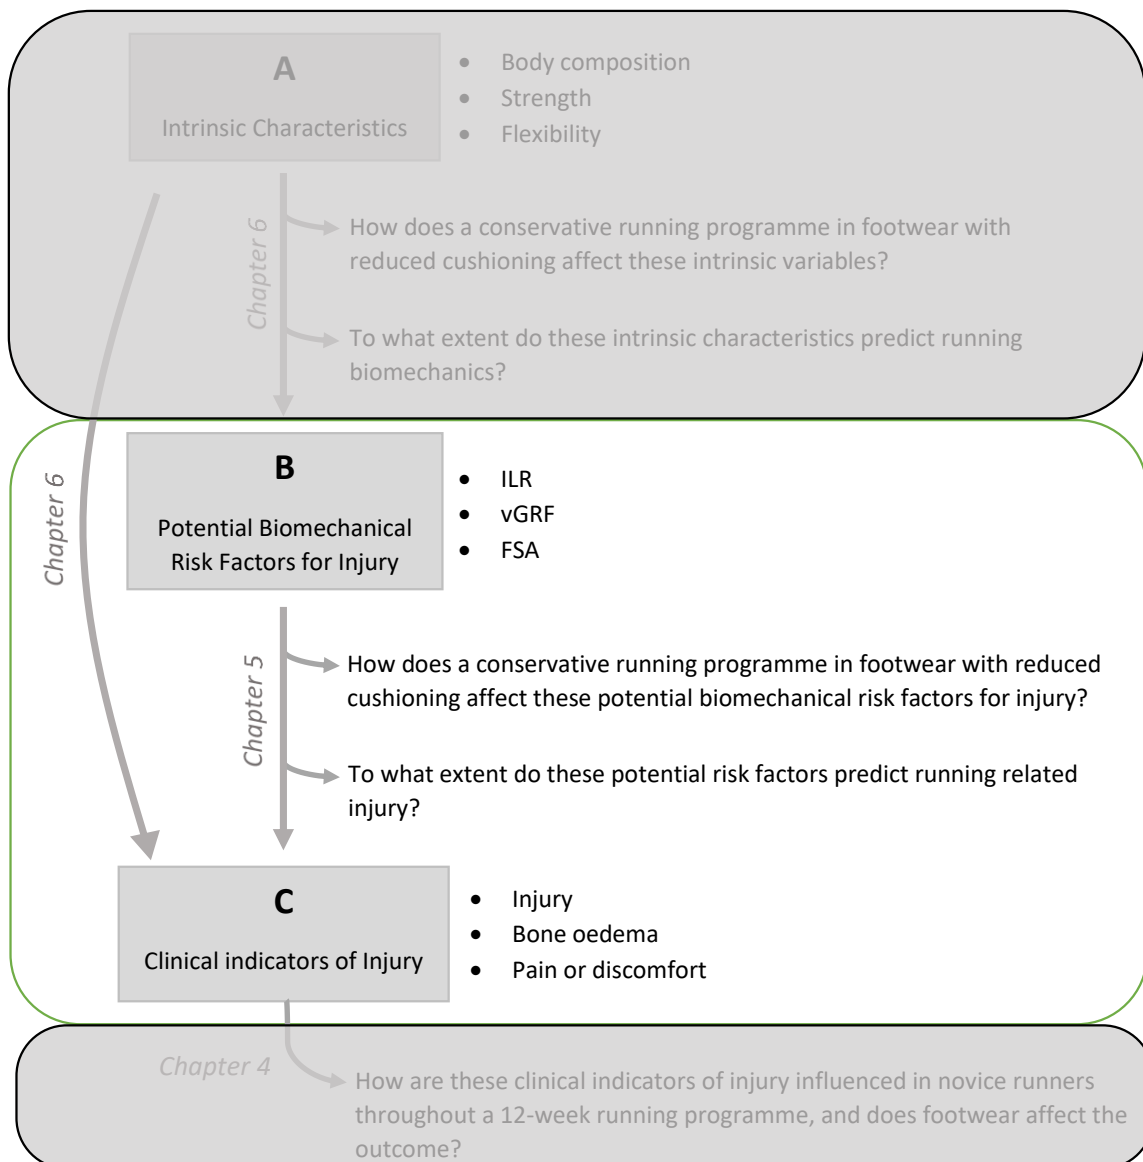 A
Intrinsic Characteristics
• Body composition
• Strength
• Flexibility
Chapter 6
How does a conservative running programme in footwear with
reduced cushioning affect these intrinsic variables?
To what extent do these intrinsic characteristics predict running
biomechanics?
Chapter 6
B
Potential Biomechanical
Risk Factors for Injury
• ILR
• vGRF
• FSA
Chapter 5
How does a conservative running programme in footwear with reduced
cushioning affect these potential biomechanical risk factors for injury?
To what extent do these potential risk factors predict running related
injury?
C
Clinical indicators of Injury
• Injury
• Bone oedema
• Pain or discomfort
Chapter 4
How are these clinical indicators of injury influenced in novice runners
throughout a 12-week running programme, and does footwear affect the
outcome?